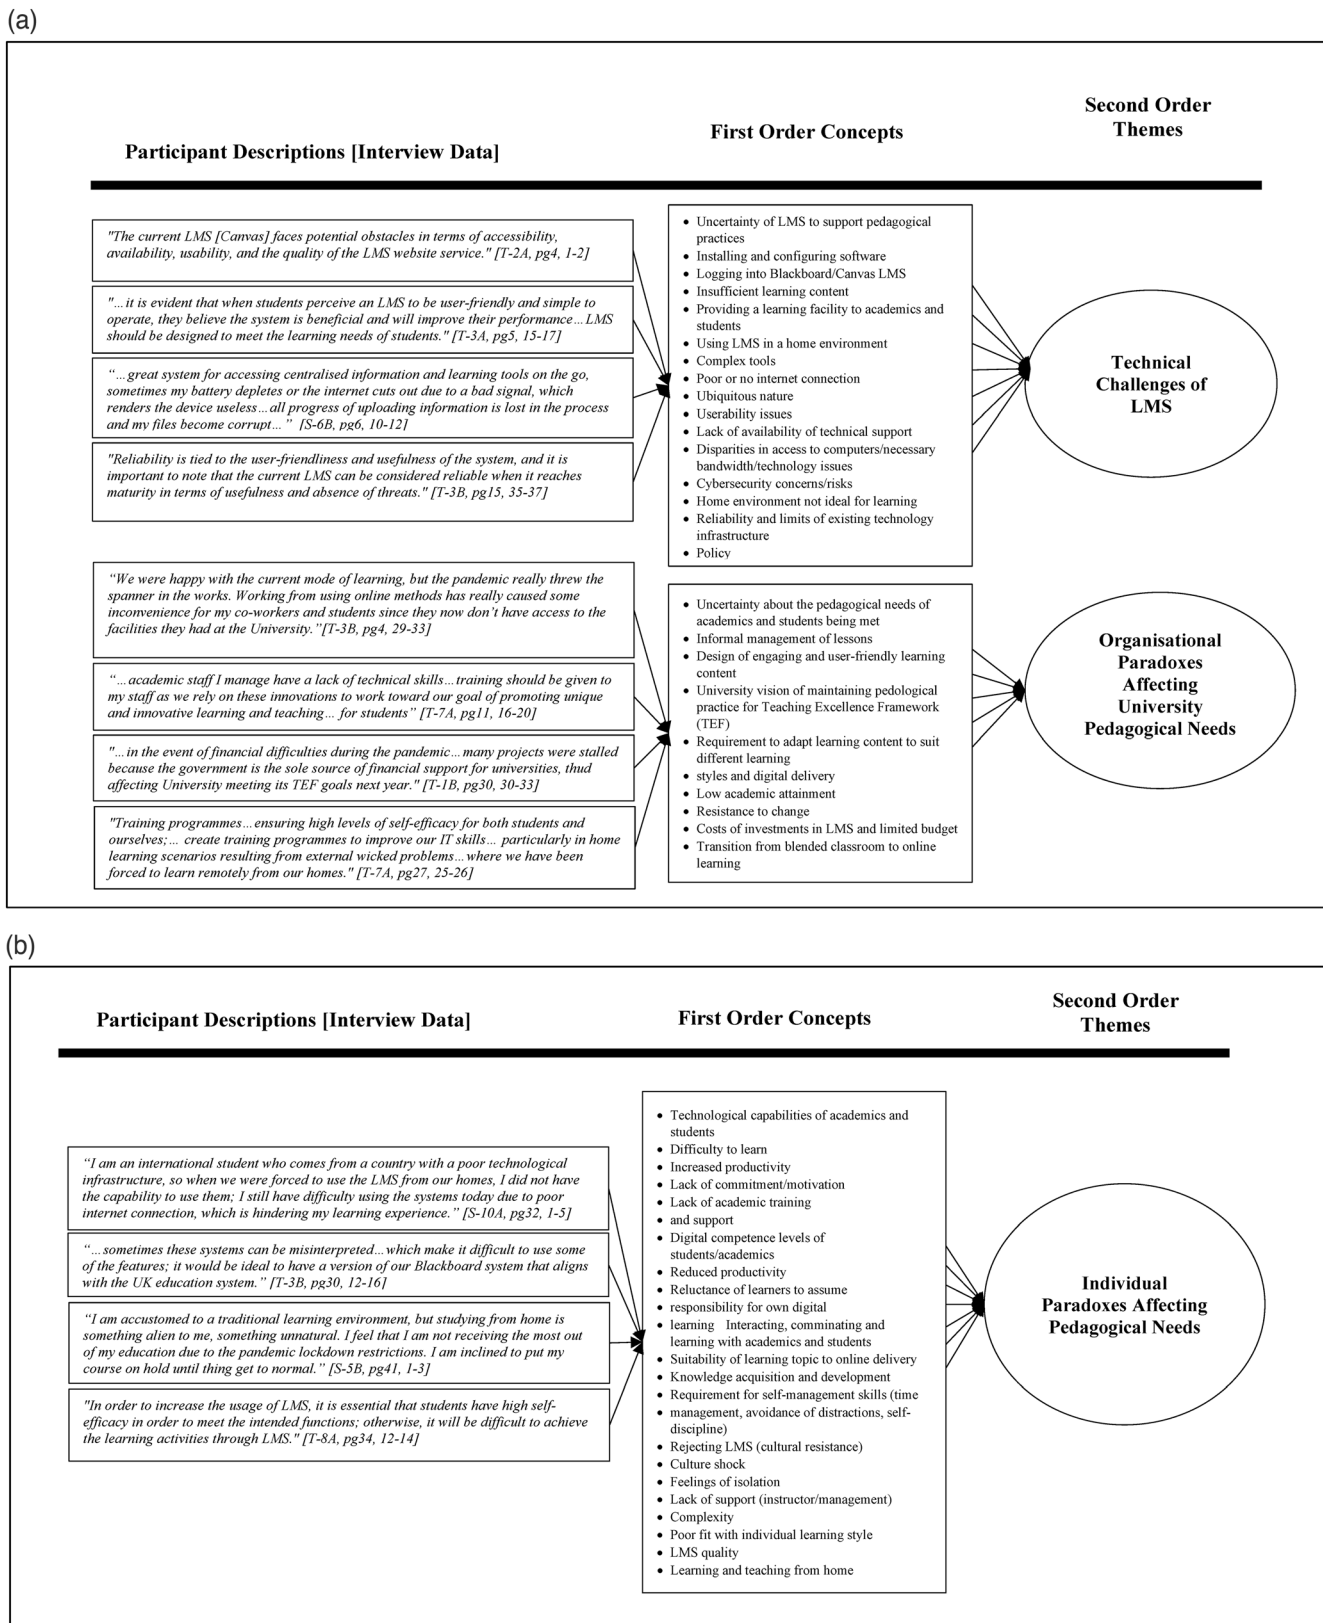 (a)
Second Order
Themes
First Order Concepts
Participant Descriptions [Interview Data]
"The current LMS [Canvas] faces potential obstacles in terms of accessibility,
availability, usability, and the quality of the LMS website service." [T-2A, pg4, 1-2]
"…it is evident that when students perceive an LMS to be user-friendly and simple to
operate, they believe the system is beneficial and will improve their performance…LMS
should be designed to meet the learning needs of students." [T-3A, pg5, 15-17]
“…great system for accessing centralised information and learning tools on the go,
sometimes my battery depletes or the internet cuts out due to a bad signal, which
renders the device useless…all progress of uploading information is lost in the process
and my files become corrupt…” [S-6B, pg6, 10-12]
"Reliability is tied to the user-friendliness and usefulness of the system, and it is
important to note that the current LMS can be considered reliable when it reaches
maturity in terms of usefulness and absence of threats." [T-3B, pg15, 35-37]
• Uncertainty of LMS to support pedagogical
practices
• Installing and configuring software
• Logging into Blackboard/Canvas LMS
• Insufficient learning content
• Providing a learning facility to academics and
students
• Using LMS in a home environment
• Complex tools
• Poor or no internet connection
• Ubiquitous nature
• Userability issues
• Lack of availability of technical support
• Disparities in access to computers/necessary
bandwidth/technology issues
• Cybersecurity concerns/risks
• Home environment not ideal for learning
• Reliability and limits of existing technology
infrastructure
• Policy
Technical
Challenges of
LMS
“We were happy with the current mode of learning, but the pandemic really threw the
spanner in the works. Working from using online methods has really caused some
inconvenience for my co-workers and students since they now don’t have access to the
facilities they had at the University.”[T-3B, pg4, 29-33]
“…academic staff I manage have a lack of technical skills…training should be given to
my staff as we rely on these innovations to work toward our goal of promoting unique
and innovative learning and teaching… for students” [T-7A, pg11, 16-20]
"…in the event of financial difficulties during the pandemic…many projects were stalled
because the government is the sole source of financial support for universities, thud
affecting University meeting its TEF goals next year." [T-1B, pg30, 30-33]
"Training programmes…ensuring high levels of self-efficacy for both students and
ourselves;… create training programmes to improve our IT skills… particularly in home
learning scenarios resulting from external wicked problems…where we have been
forced to learn remotely from our homes." [T-7A, pg27, 25-26]
• Uncertainty about the pedagogical needs of
academics and students being met
• Informal management of lessons
• Design of engaging and user-friendly learning
content
• University vision of maintaining pedological
practice for Teaching Excellence Framework
(TEF)
• Requirement to adapt learning content to suit
different learning
• styles and digital delivery
• Low academic attainment
• Resistance to change
• Costs of investments in LMS and limited budget
• Transition from blended classroom to online
learning
Organisational
Paradoxes
Affecting
University
Pedagogical Needs
(b)
Second Order
Themes
First Order Concepts
Participant Descriptions [Interview Data]
“I am an international student who comes from a country with a poor technological
infrastructure, so when we were forced to use the LMS from our homes, I did not have
the capability to use them; I still have difficulty using the systems today due to poor
internet connection, which is hindering my learning experience.” [S-10A, pg32, 1-5]
“…sometimes these systems can be misinterpreted…which make it difficult to use some
of the features; it would be ideal to have a version of our Blackboard system that aligns
with the UK education system.” [T-3B, pg30, 12-16]
“I am accustomed to a traditional learning environment, but studying from home is
something alien to me, something unnatural. I feel that I am not receiving the most out
of my education due to the pandemic lockdown restrictions. I am inclined to put my
course on hold until thing get to normal.” [S-5B, pg41, 1-3]
"In order to increase the usage of LMS, it is essential that students have high self-
efficacy in order to meet the intended functions; otherwise, it will be difficult to achieve
the learning activities through LMS." [T-8A, pg34, 12-14]
• Technological capabilities of academics and
students
• Difficulty to learn
• Increased productivity
• Lack of commitment/motivation
• Lack of academic training
• and support
• Digital competence levels of
students/academics
• Reduced productivity
• Reluctance of learners to assume
• responsibility for own digital
• learning Interacting, comminating and
learning with academics and students
• Suitability of learning topic to online delivery
• Knowledge acquisition and development
• Requirement for self-management skills (time
• management, avoidance of distractions, self-
discipline)
• Rejecting LMS (cultural resistance)
• Culture shock
• Feelings of isolation
• Lack of support (instructor/management)
• Complexity
• Poor fit with individual learning style
• LMS quality
• Learning and teaching from home
Individual
Paradoxes Affecting
Pedagogical Needs